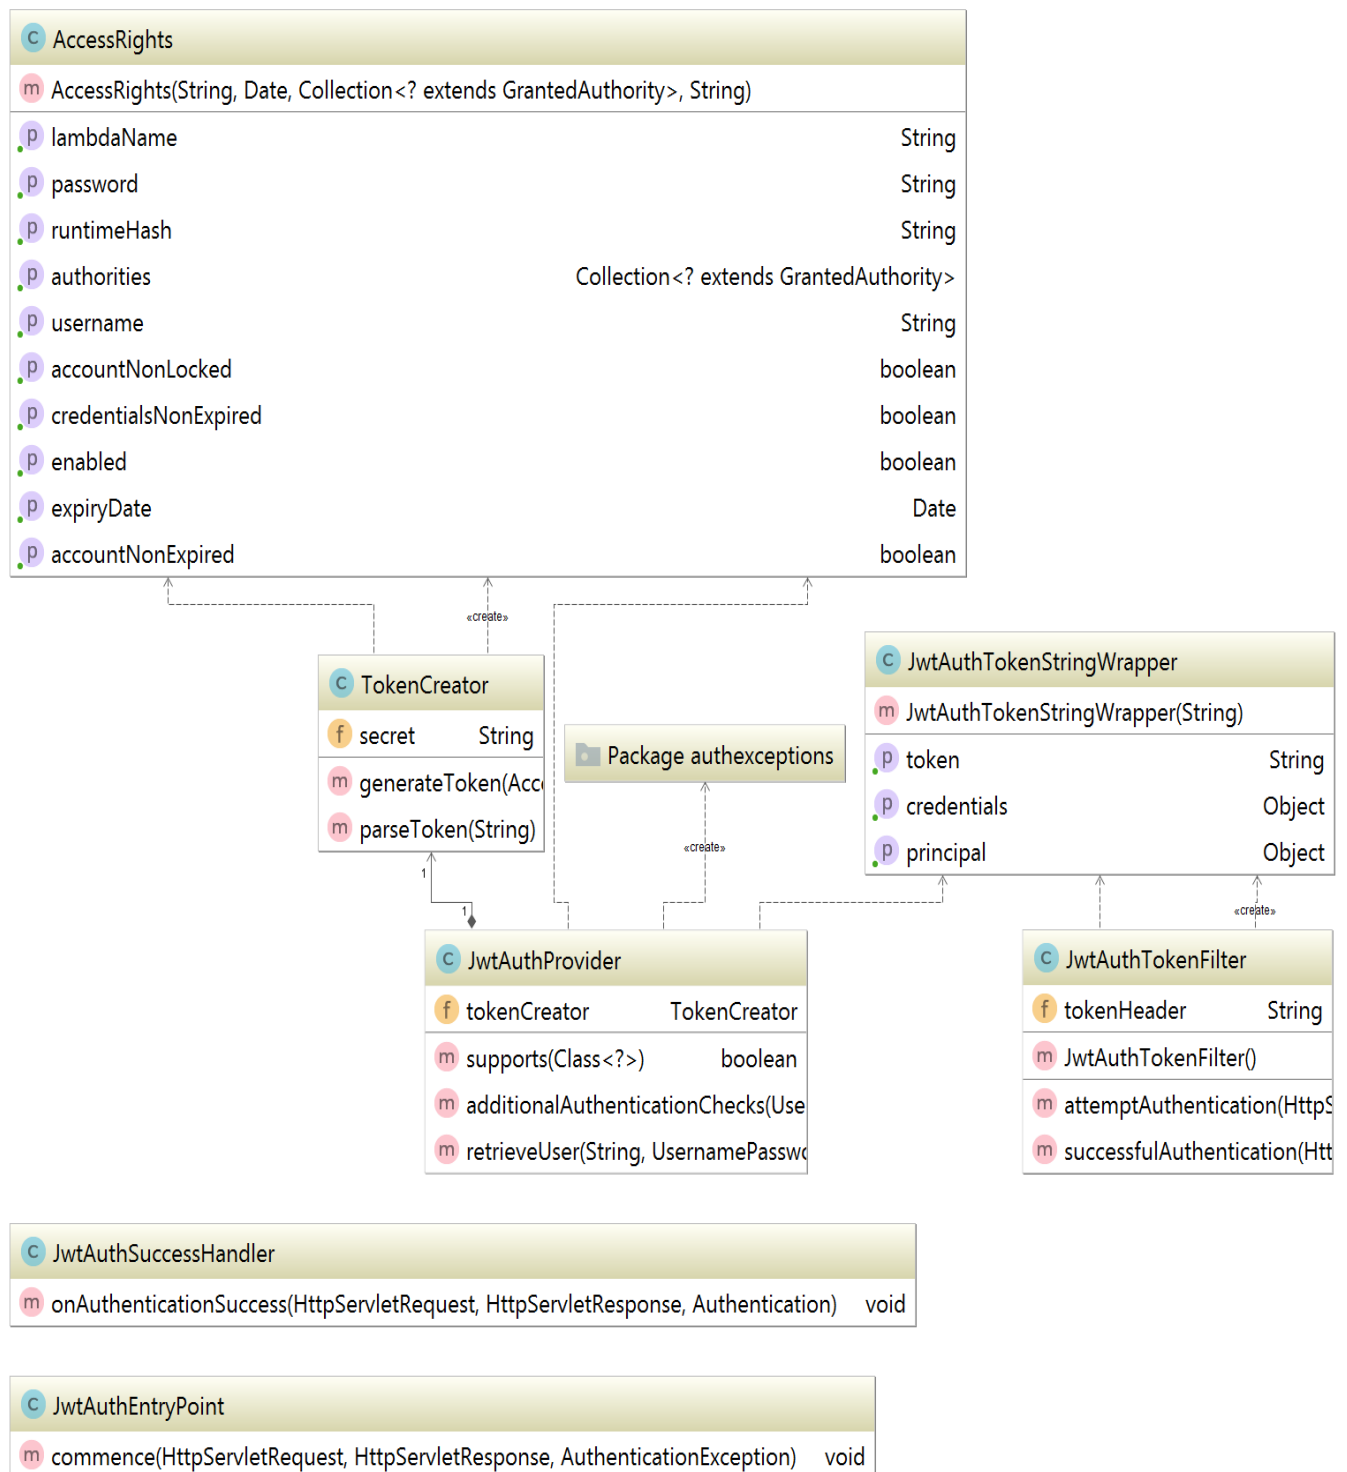 C AccessRights
m AccessRights(String, Date, Collection<? extends GrantedAuthority>, String)
p lambdaName String
p password String
p runtimeHash String
p authorities Collection<? extends GrantedAuthority>
p username String
p accountNonLocked boolean
p credentialsNonExpired boolean
p enabled boolean
p expiryDate Date
p accountNonExpired boolean
«create»
C TokenCreator
f secret String
m generateToken(Acc
m parseToken(String)
Package authexceptions
C JwtAuthTokenStringWrapper
m JwtAuthTokenStringWrapper(String)
p token String
p credentials Object
p principal Object
1
1
«create»
«create»
C JwtAuthProvider
f tokenCreator TokenCreator
m supports(Class<?>) boolean
m additionalAuthenticationChecks(Use
m retrieveUser(String, UsernamePassw
C JwtAuthTokenFilter
f tokenHeader String
m JwtAuthTokenFilter()
m attemptAuthentication(HttpS
m successfulAuthentication(Htt
C JwtAuthSuccessHandler
m onAuthenticationSuccess(HttpServletRequest, HttpServletResponse, Authentication) void
C JwtAuthEntryPoint
m commence(HttpServletRequest, HttpServletResponse, AuthenticationException) void